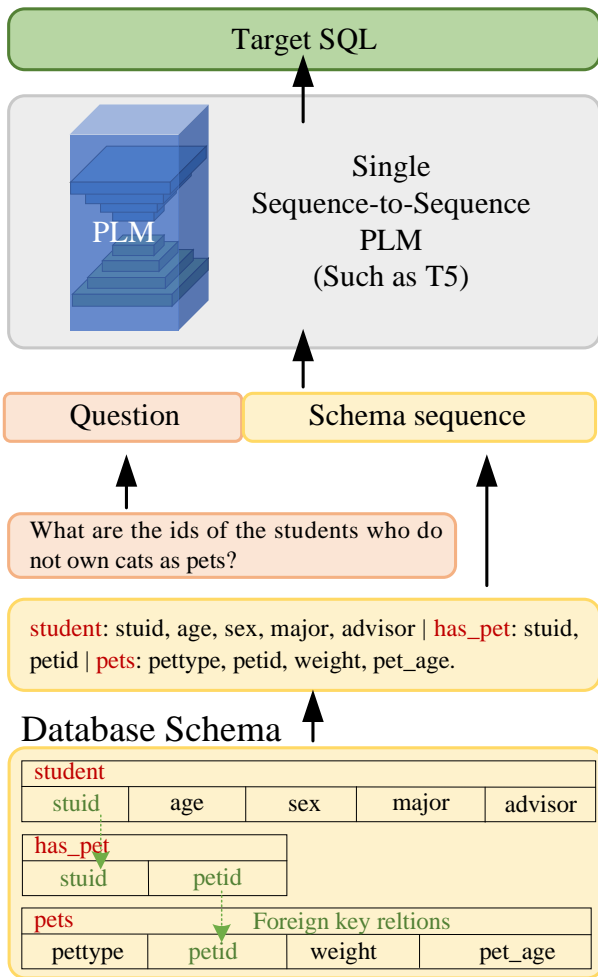 Target SQL
PLM
Single
Sequence-to-Sequence
PLM
(Such as T5)
Question
Schema sequence
What are the ids of the students who do
not own cats as pets?
student: stuid, age, sex, major, advisor | has_pet: stuid,
petid | pets: pettype, petid, weight, pet_age.
Database Schema
student
stuid age sex major advisor
has_pet
stuid petid
pets Foreign key reltions
pettype petid weight pet_age